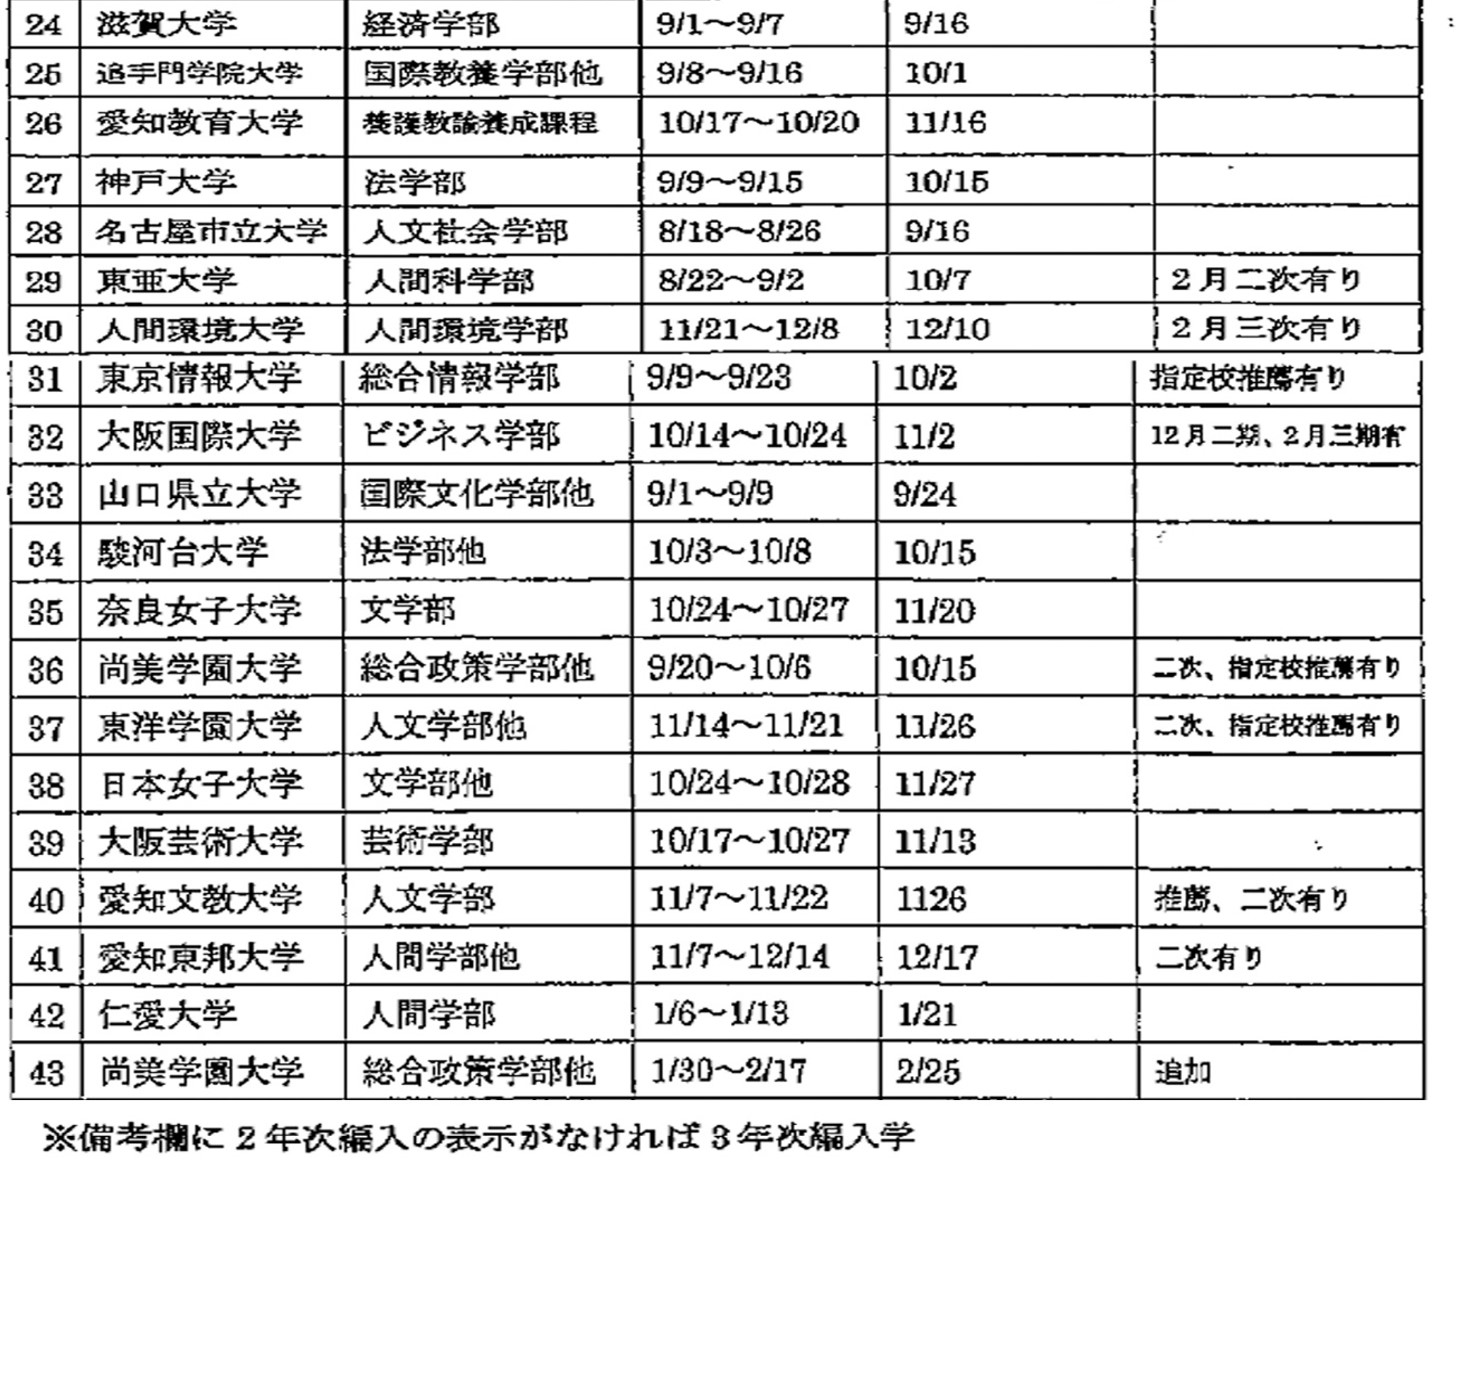 24 滋賀大学 経済学部 9/1～9/7 9/16
25 追手門学院大学 国際教養学部他 9/8～9/16 10/1
26 愛知教育大学 養護教諭養成課程 10/17～10/20 11/16
27 神戸大学 法学部 9/9～9/15 10/15
28 名古屋市立大学 人文社会学部 8/18～8/26 9/16
29 東亜大学 人間科学部 8/22～9/2 10/7 2月二次有り
30 人間環境大学 人間環境学部 11/21～12/8 12/10 2月三次有り
31 東京情報大学 総合情報学部 9/9～9/23 10/2 指定校推薦有り
32 大阪国際大学 ビジネス学部 10/14～10/24 11/2 12月二期、2月三期有
33 山口県立大学 国際文化学部他 9/1～9/9 9/24
34 駿河台大学 法学部他 10/3～10/8 10/15
35 奈良女子大学 文学部 10/24～10/27 11/20
36 尚美学園大学 総合政策学部他 9/20～10/6 10/15 二次、指定校推薦有り
37 東洋学園大学 人文学部他 11/14～11/21 11/26 二次、指定校推薦有り
38 日本女子大学 文学部他 10/24～10/28 11/27
39 大阪芸術大学 芸術学部 10/17～10/27 11/13
40 愛知文教大学 人文学部 11/7～11/22 1126 推薦、二次有り
41 愛知東邦大学 人間学部他 11/7～12/14 12/17 二次有り
42 仁愛大学 人間学部 1/6～1/13 1/21
43 尚美学園大学 総合政策学部他 1/30～2/17 2/25 追加
※備考欄に2年次編入の表示がなければ3年次編入学